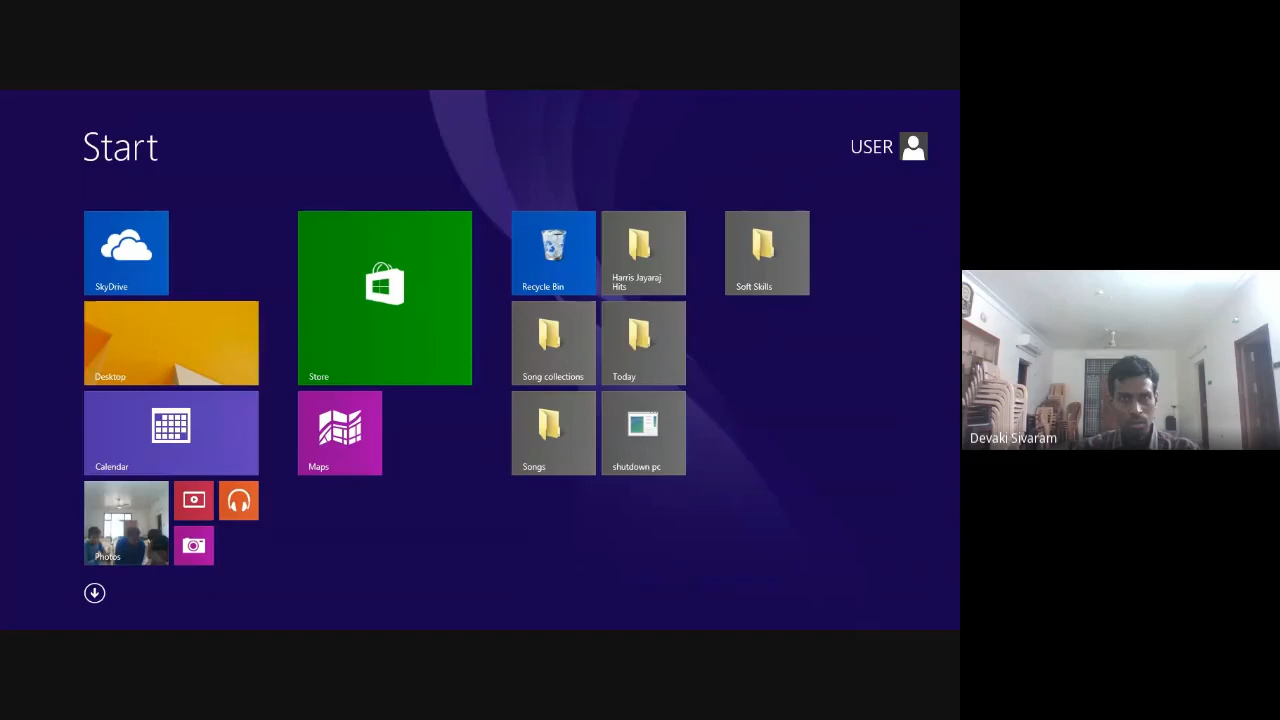 Start
USER
SkyDrive
Desktop
Calendar
Photos
Store
Maps
Recycle Bin
Harris Jayaraj
Hits
Song collections
Today
Songs
shutdown pc
Soft Skills
Devaki Sivaram